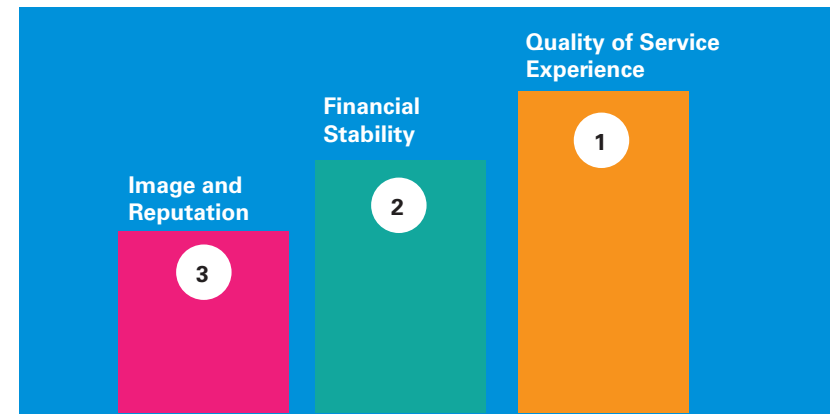 Quality of Service
Experience
1
Financial
Stability
2
Image and
Reputation
3